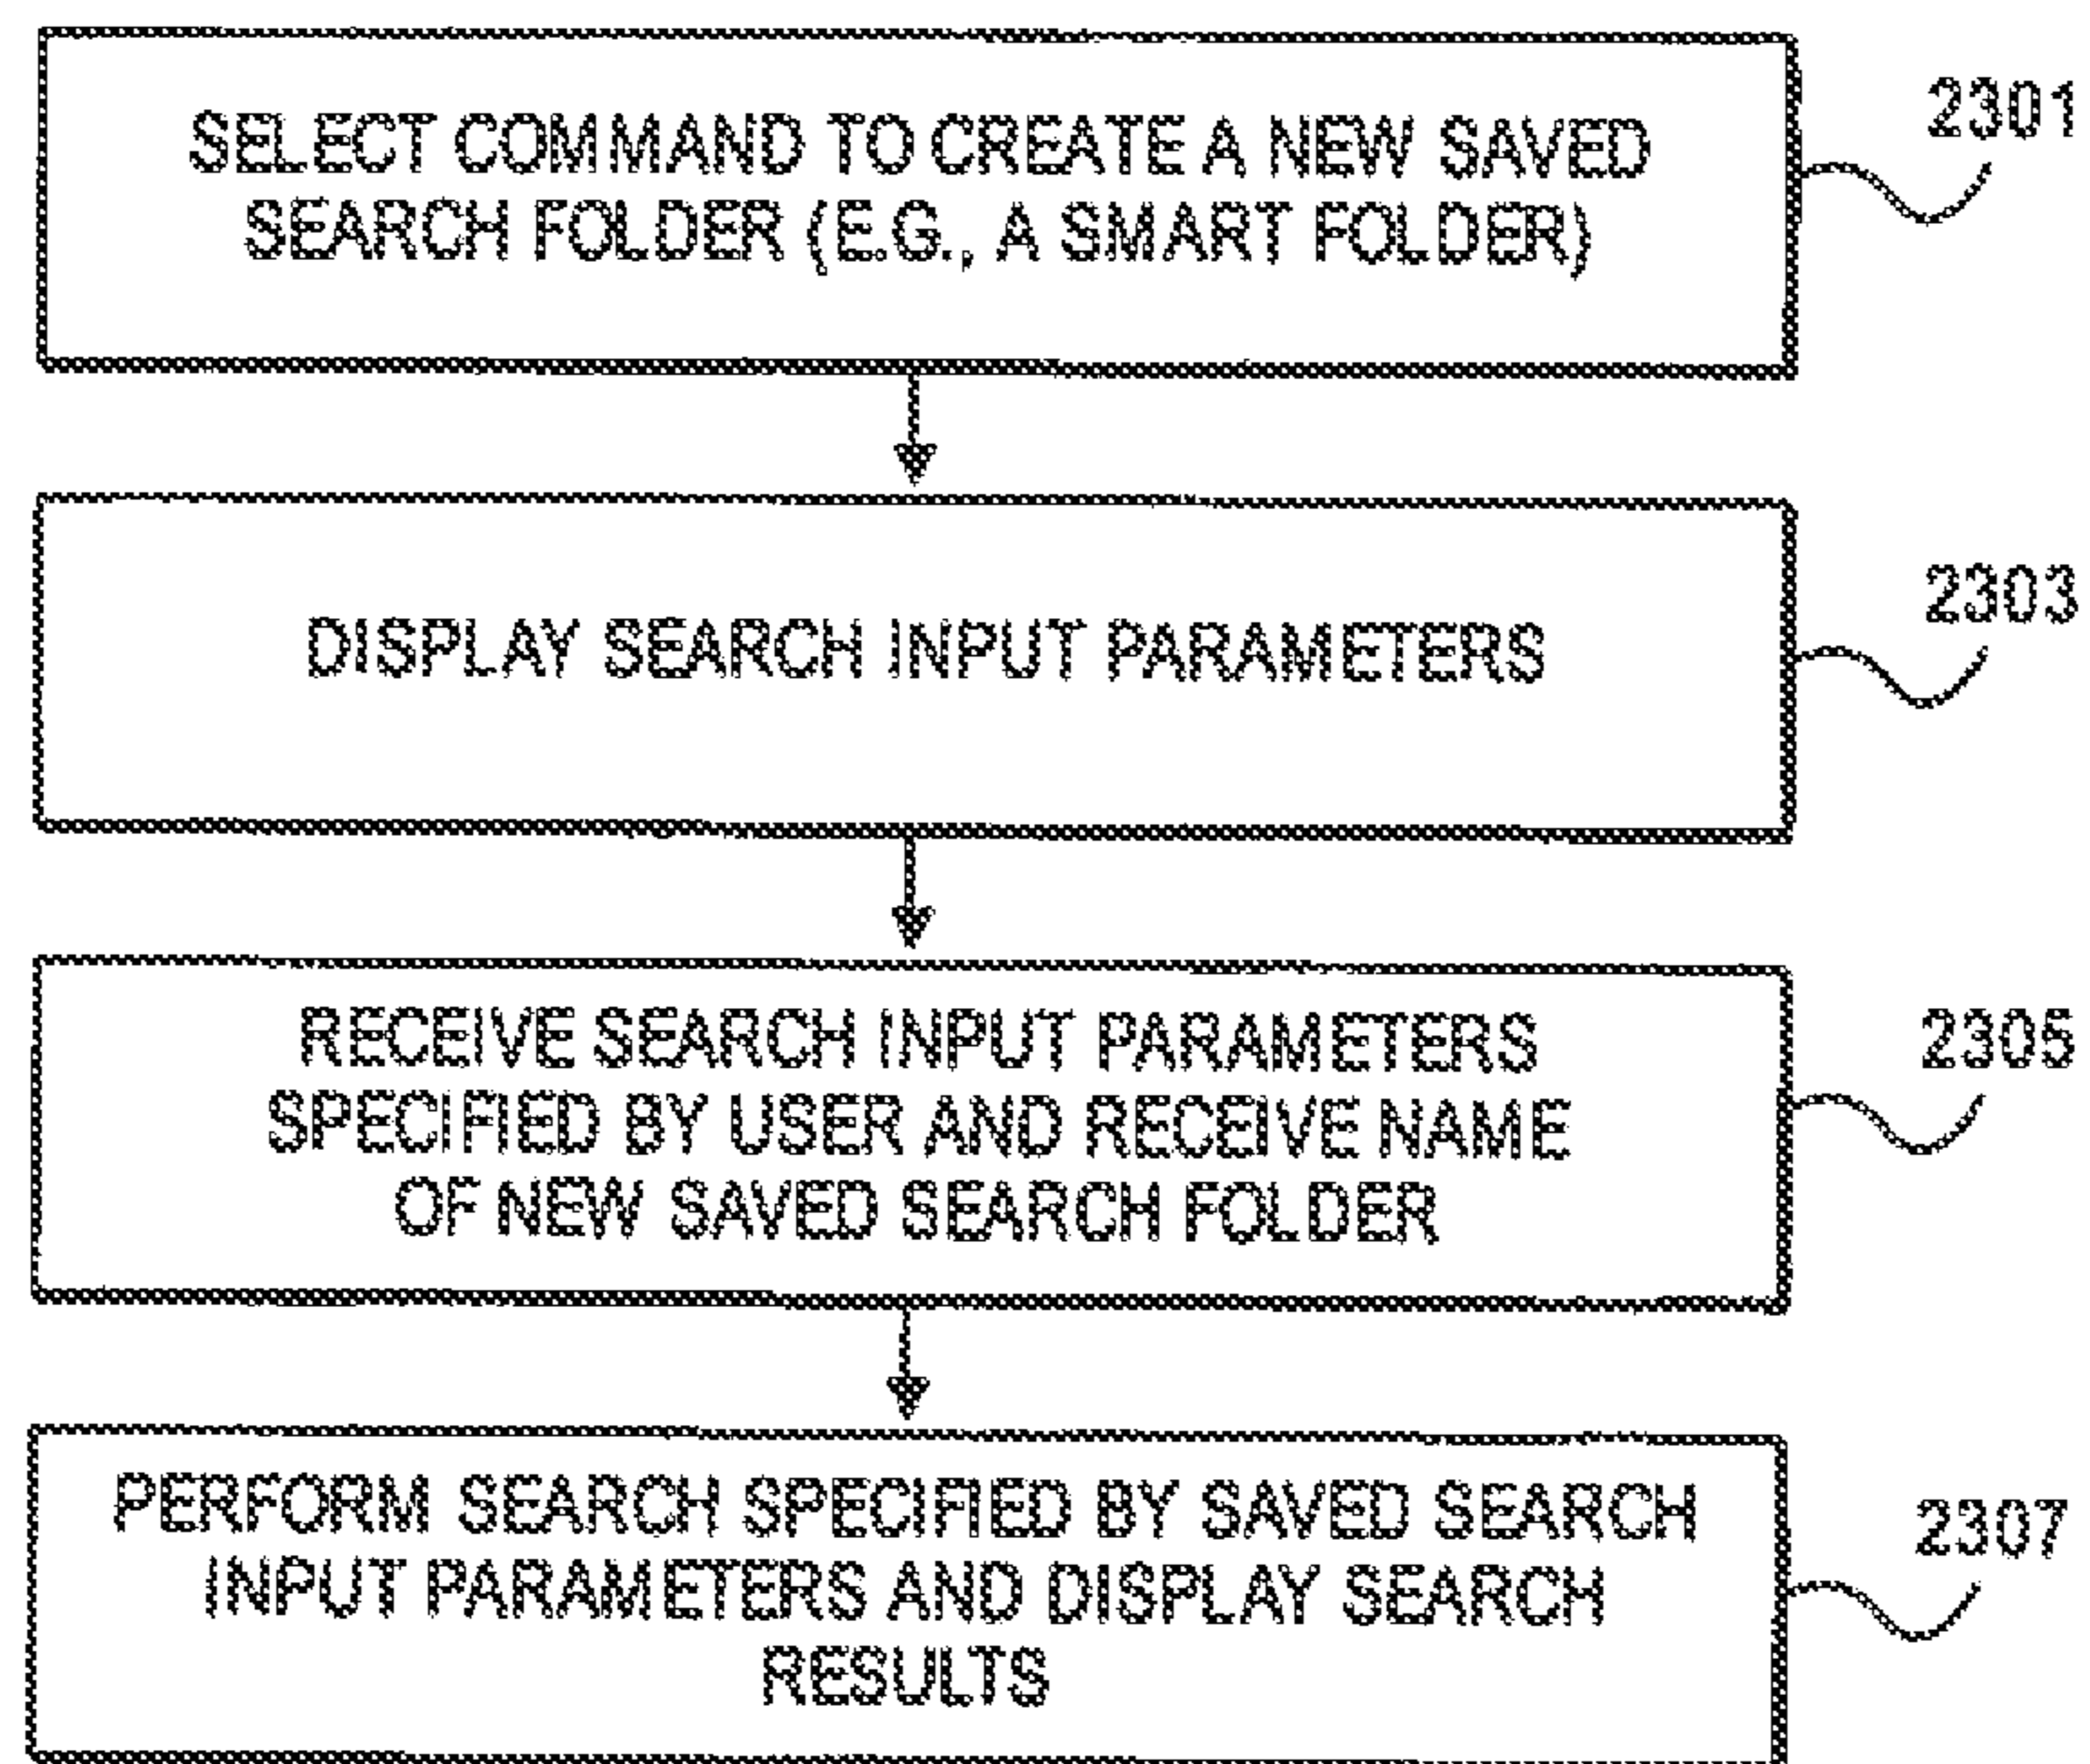 SELECT COMMAND TO CREATE A NEW SAVED
SEARCH FOLDER (E.G., A SMART FOLDER)
2301
DISPLAY SEARCH INPUT PARAMETERS
2303
RECEIVE SEARCH INPUT PARAMETERS
SPECIFIED BY USER AND RECEIVE NAME
OF NEW SAVED SEARCH FOLDER
2305
PERFORM SEARCH SPECIFIED BY SAVED SEARCH
INPUT PARAMETERS AND DISPLAY SEARCH
RESULTS
2307